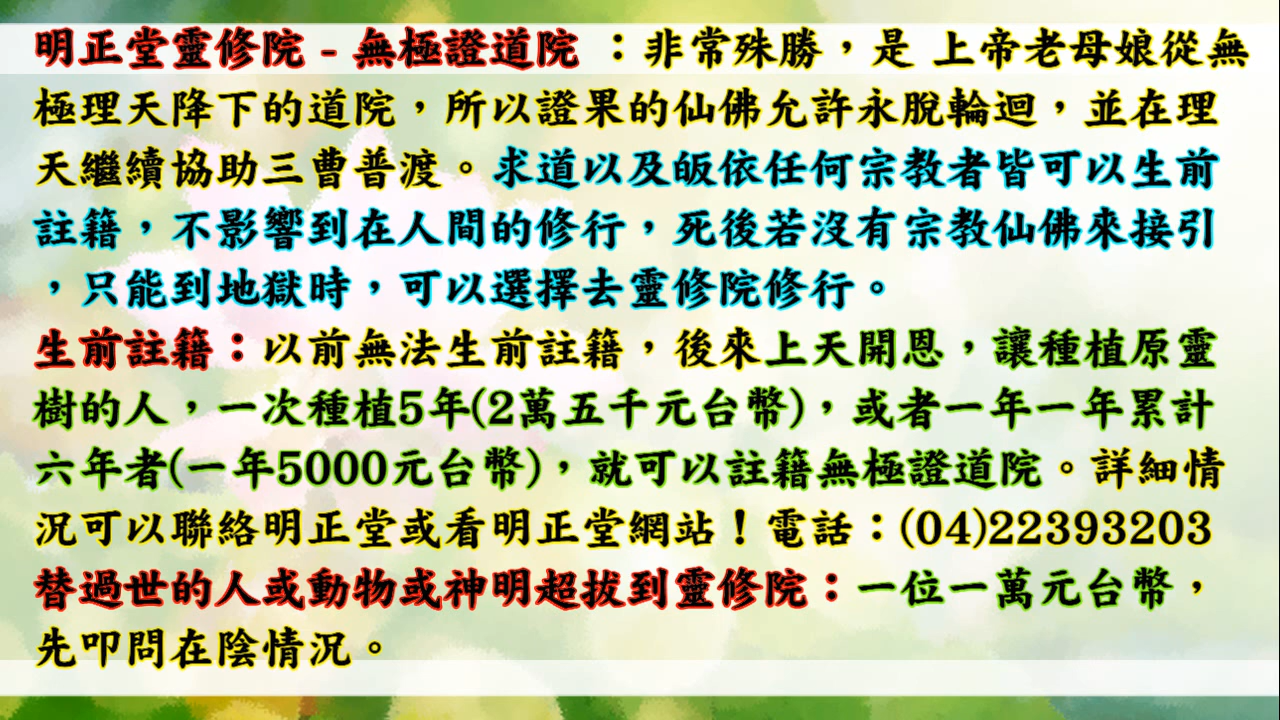 明正堂靈修院 - 無極證道院 ：非常殊勝，是 上帝老母娘從無
極理天降下的道院，所以證果的仙佛允許永脫輪迴，並在理
天繼續協助三曹普渡。求道以及皈依任何宗教者皆可以生前
註籍，不影響到在人間的修行，死後若沒有宗教仙佛來接引
，只能到地獄時，可以選擇去靈修院修行。
生前註籍：以前無法生前註籍，後來上天開恩，讓種植原靈
樹的人，一次種植5年(2萬五千元台幣)，或者一年一年累計
六年者(一年5000元台幣)，就可以註籍無極證道院。詳細情
況可以聯絡明正堂或看明正堂網站！電話：(04)22393203
替過世的人或動物或神明超拔到靈修院：一位一萬元台幣，
先叩問在陰情況。